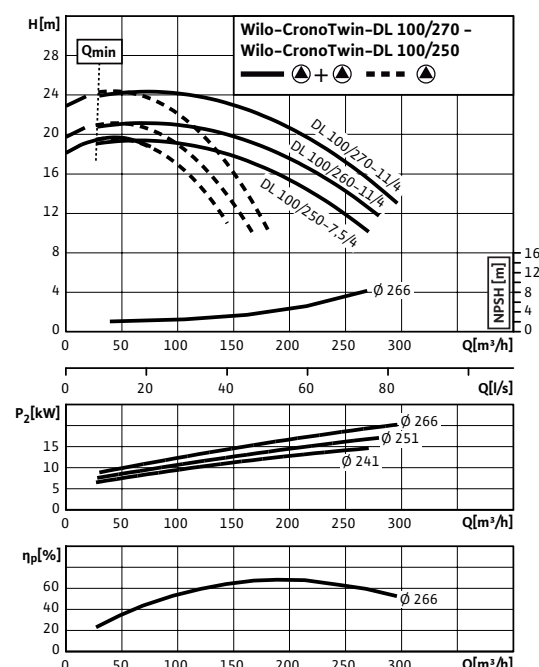 H[m]
Wilo-CronoTwin-DL 100/270 -
Wilo-CronoTwin-DL 100/250
+
Qmin
28
24
20
16
12
8
4
0
DL 100/270-11/4
DL 100/260-11/4
DL 100/250-7,5/4
Ø 266
NPSH [m]
16
12
8
4
0
0 50 100 150 200 250 300 Q[m³/h]
0 20 40 60 80 Q[l/s]
P₂[kW]
15
10
5
0
Ø 266
Ø 251
Ø 241
0 50 100 150 200 250 300 Q[m³/h]
ηp[%]
60
40
20
0
Ø 266
0 50 100 150 200 250 300 Q[m³/h]